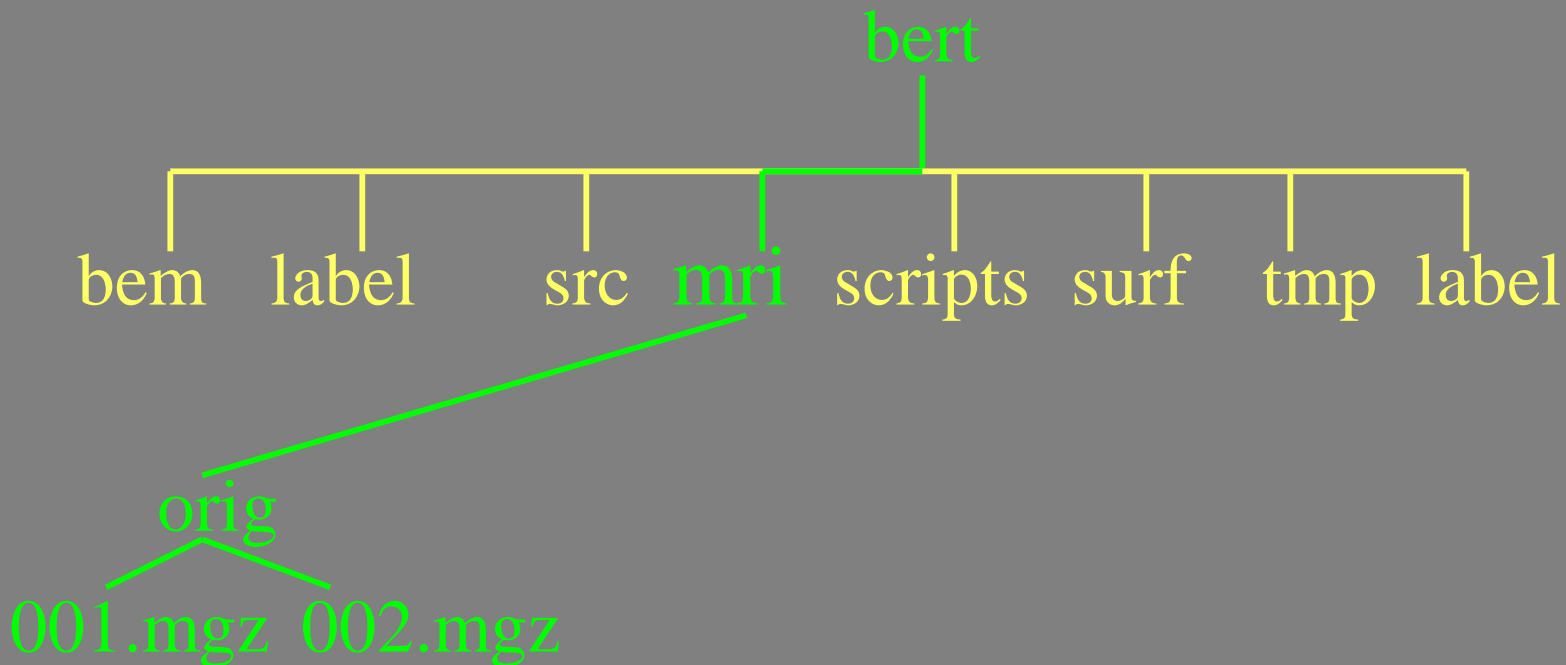 bert
bem label src mri scripts surf tmp label
orig
001.mgz 002.mgz